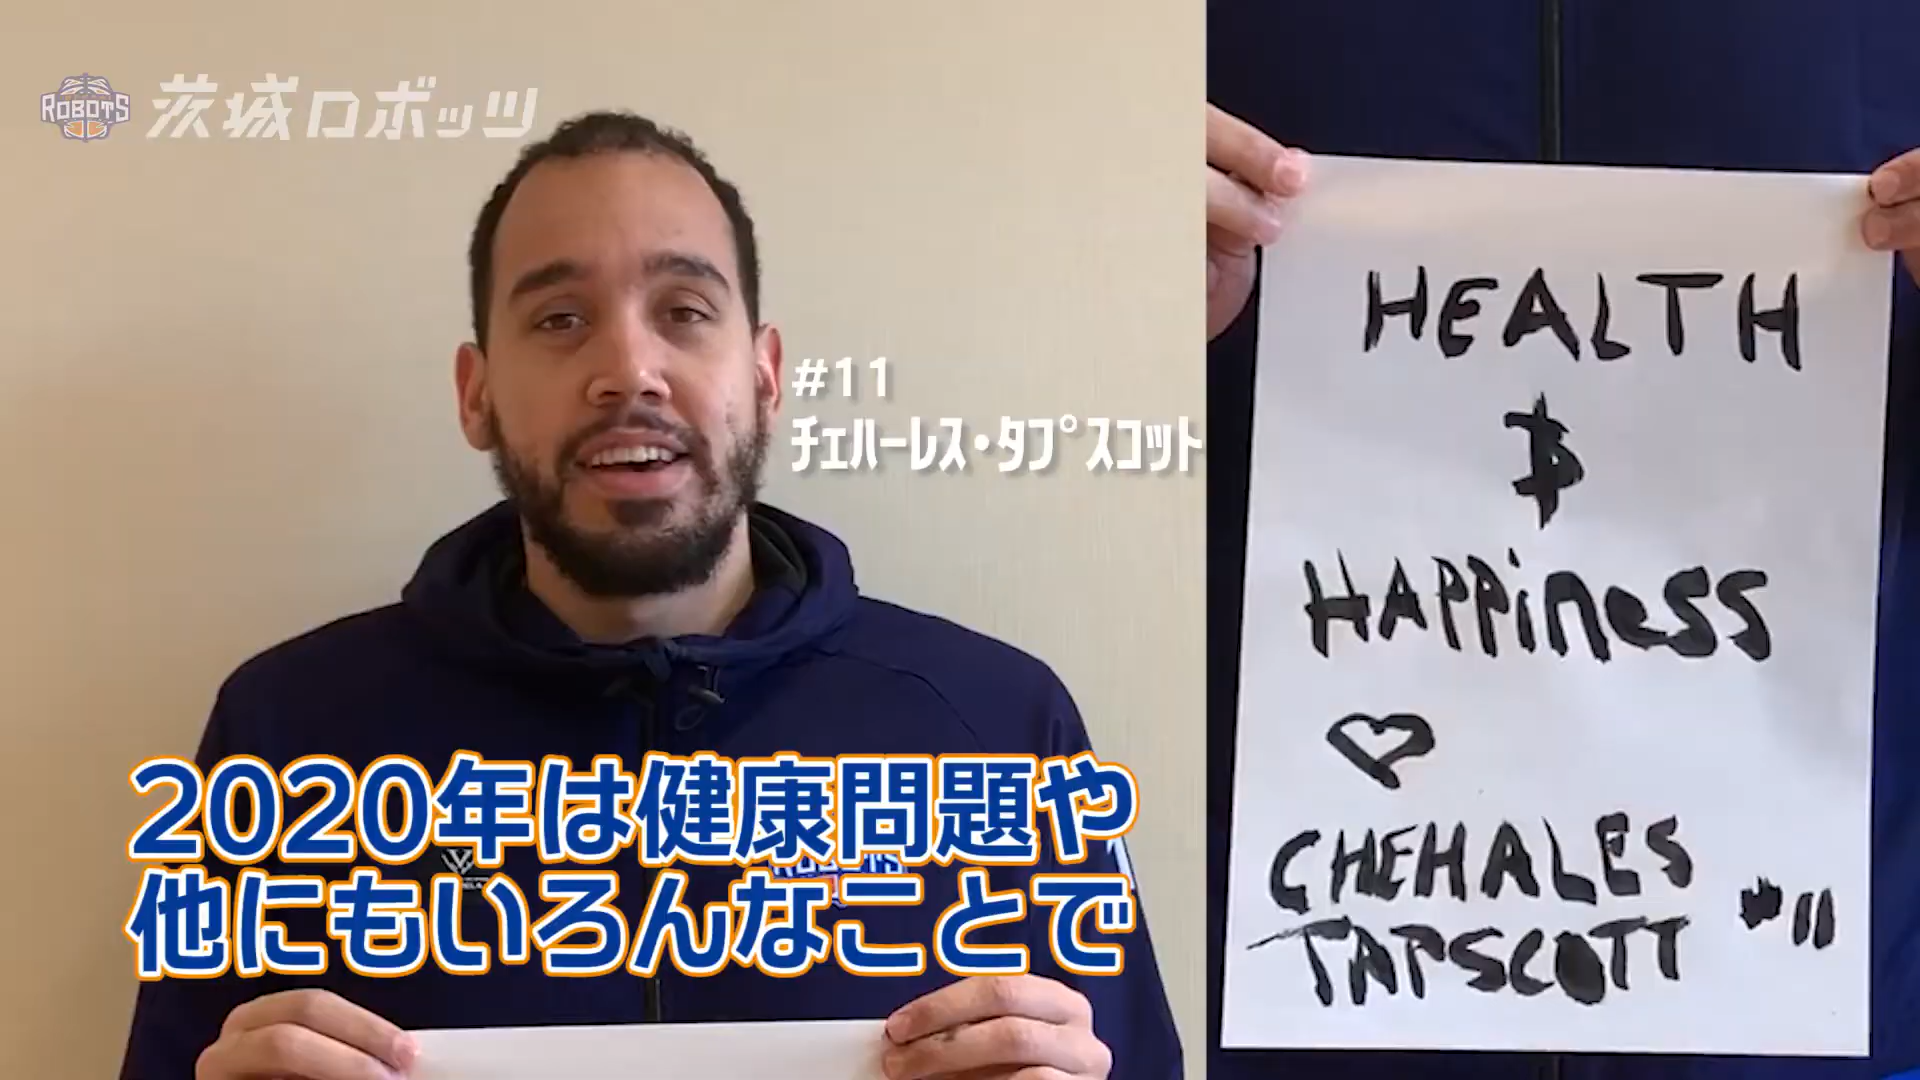 ROBOTS 茨城ロボッツ
#11
チェハーレス・タプスコット
2020年は健康問題や
他にもいろんなことで
ROBOTS
HEALTH
$
HAPPiNeSS
♡
CHEHALES
TAPSCOTT #11